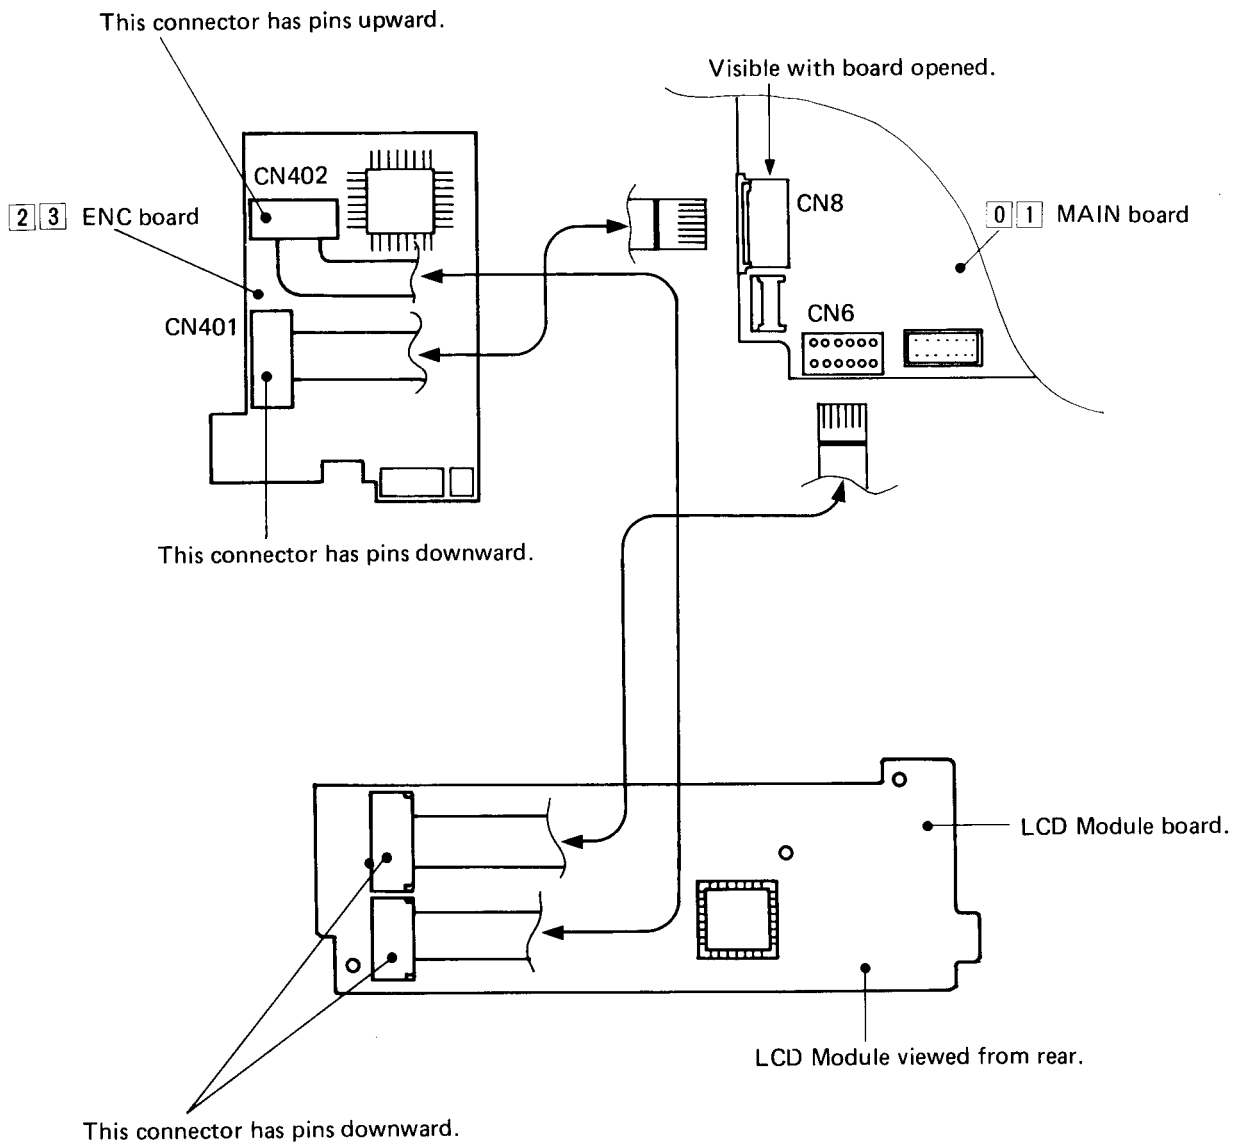 This connector has pins upward.
Visible with board opened.
CN402
CN8
2 3 ENC board
0 1 MAIN board
CN401
CN6
This connector has pins downward.
LCD Module board.
LCD Module viewed from rear.
This connector has pins downward.